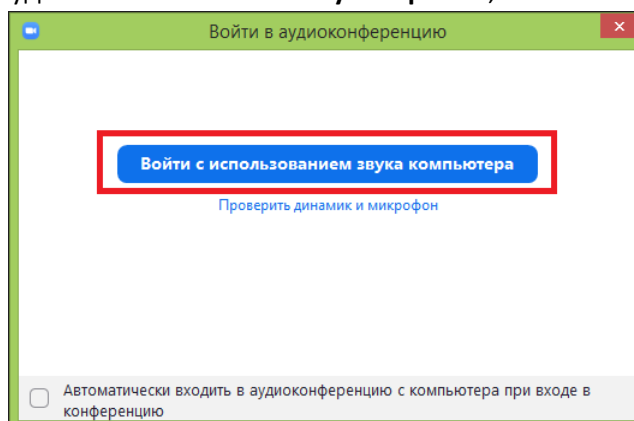 Войти в аудиоконференцию
Войти с использованием звука компьютера
Проверить динамик и микрофон
Автоматически входить в аудиоконференцию с компьютера при входе в
конференцию